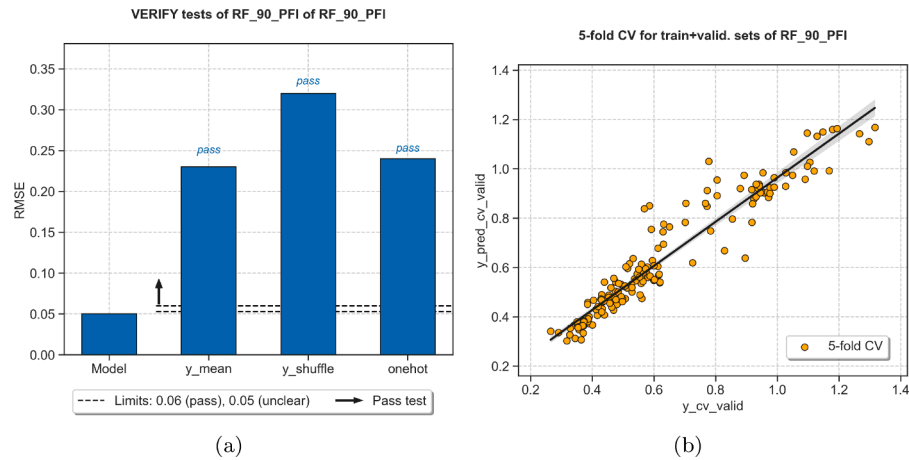 VERIFY tests of RF_90_PFI of RF_90_PFI
0.35
0.30
0.25
0.20
0.15
0.10
0.05
0.00
RMSE
pass
pass
pass
Model
y_mean
y_shuffle
onehot
Limits: 0.06 (pass), 0.05 (unclear)
Pass test
(a)
5-fold CV for train+valid. sets of RF_90_PFI
1.4
1.2
1.0
0.8
0.6
0.4
0.2
y_pred_cv_valid
5-fold CV
0.2
0.4
0.6
0.8
1.0
1.2
1.4
y_cv_valid
(b)